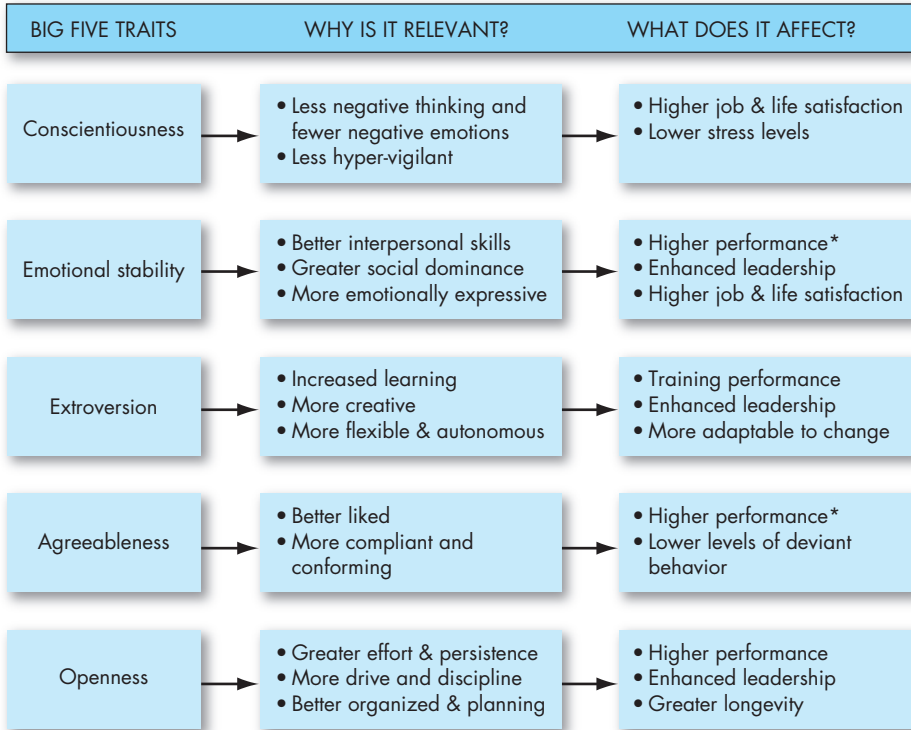 BIG FIVE TRAITS WHY IS IT RELEVANT? WHAT DOES IT AFFECT?
Conscientiousness
• Less negative thinking and
fewer negative emotions
• Less hyper-vigilant
• Higher job & life satisfaction
• Lower stress levels
Emotional stability
• Better interpersonal skills
• Greater social dominance
• More emotionally expressive
• Higher performance*
• Enhanced leadership
• Higher job & life satisfaction
Extroversion
• Increased learning
• More creative
• More flexible & autonomous
• Training performance
• Enhanced leadership
• More adaptable to change
Agreeableness
• Better liked
• More compliant and
conforming
• Higher performance*
• Lower levels of deviant
behavior
Openness
• Greater effort & persistence
• More drive and discipline
• Better organized & planning
• Higher performance
• Enhanced leadership
• Greater longevity